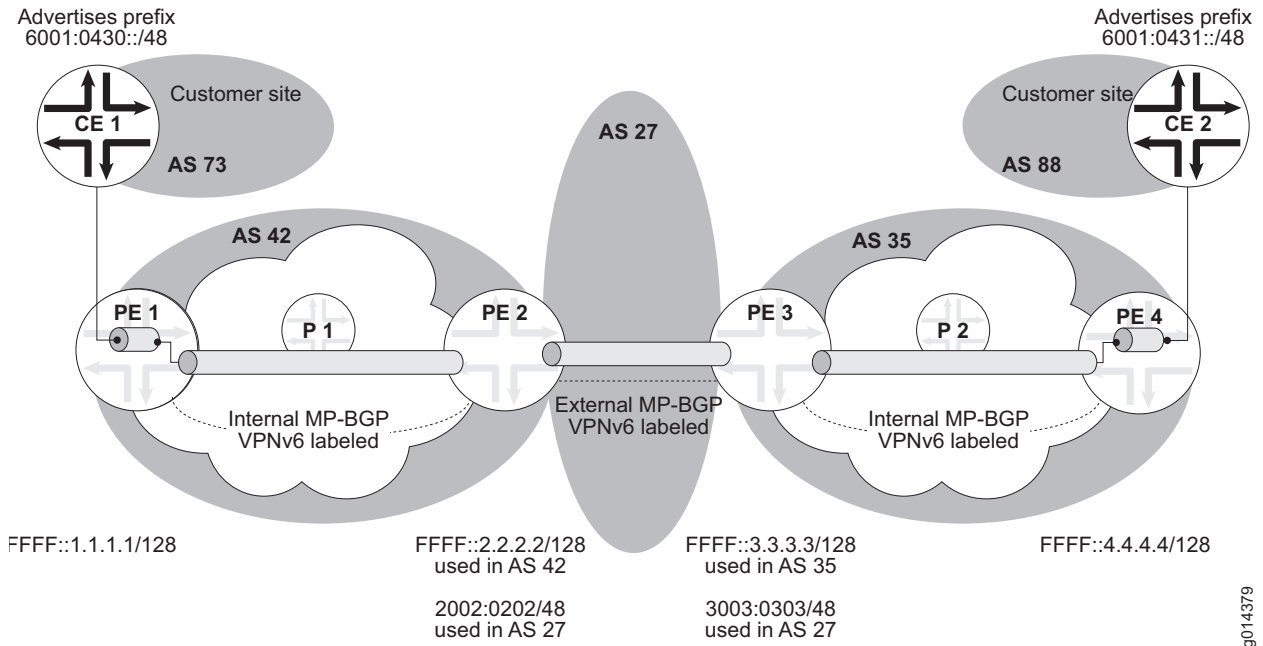 Advertises prefix
6001:0430::/48
Advertises prefix
6001:0431::/48
CE 1
Customer site
AS 73
AS 27
Customer site
AS 88
CE 2
AS 42
AS 35
PE 1
P 1
PE 2
PE 3
P 2
PE 4
Internal MP-BGP
VPNv6 labeled
External MP-BGP
VPNv6 labeled
Internal MP-BGP
VPNv6 labeled
FFFF::1.1.1.1/128
FFFF::2.2.2.2/128
used in AS 42
FFFF::3.3.3.3/128
used in AS 35
FFFF::4.4.4.4/128
2002:0202/48
used in AS 27
3003:0303/48
used in AS 27
g014379